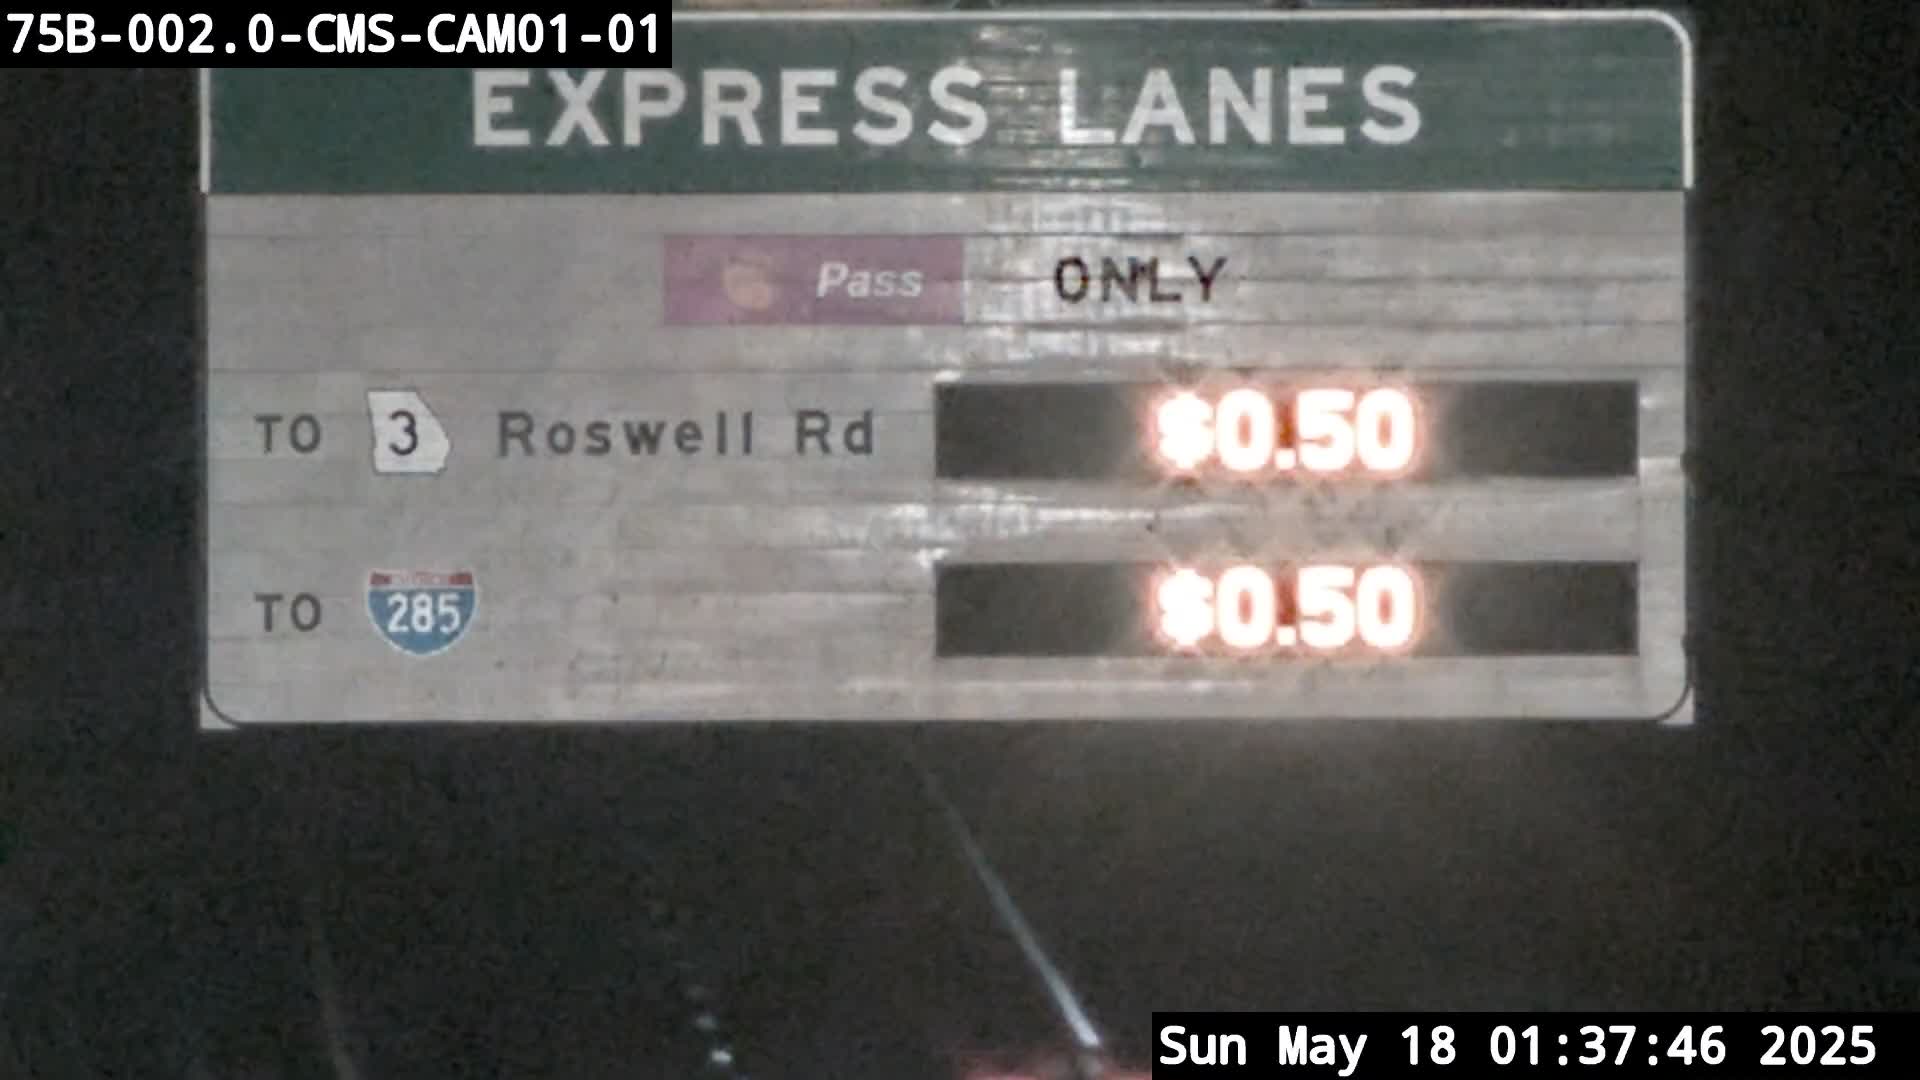 75B-002.0-CMS-CAM01-01
EXPRESS LANES
Pass ONLY
TO 3 Roswell Rd $0.50
TO 285 $0.50
Sun May 18 01:37:46 2025